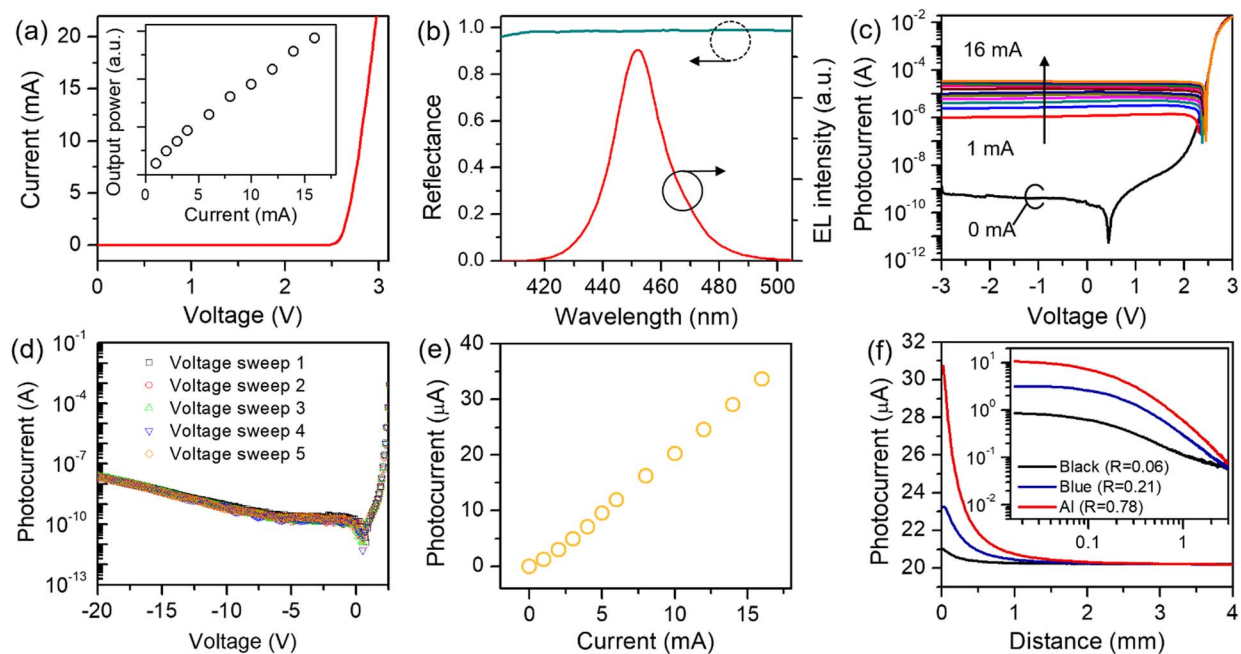 (a)
20
15
10
5
0
Current (mA)
0
1
2
3
Voltage (V)
Output power (a.u.)
0
5
10
15
Current (mA)
(b)
1.0
0.8
0.6
0.4
0.2
0.0
Reflectance
EL intensity (a.u.)
420
440
460
480
500
Wavelength (nm)
(c)
10⁻²
10⁻⁴
10⁻⁶
10⁻⁸
10⁻¹⁰
10⁻¹²
Photocurrent (A)
16 mA
1 mA
0 mA
-3
-2
-1
0
1
2
3
Voltage (V)
(d)
10⁻¹
10⁻⁴
10⁻⁷
10⁻¹⁰
10⁻¹³
Photocurrent (A)
Voltage sweep 1
Voltage sweep 2
Voltage sweep 3
Voltage sweep 4
Voltage sweep 5
-20
-15
-10
-5
0
Voltage (V)
(e)
40
30
20
10
0
Photocurrent (μA)
0
5
10
15
Current (mA)
(f)
32
30
28
26
24
22
20
Photocurrent (μA)
10¹
10⁰
10⁻¹
10⁻²
Black (R=0.06)
Blue (R=0.21)
Al (R=0.78)
0.1
1
0
1
2
3
4
Distance (mm)